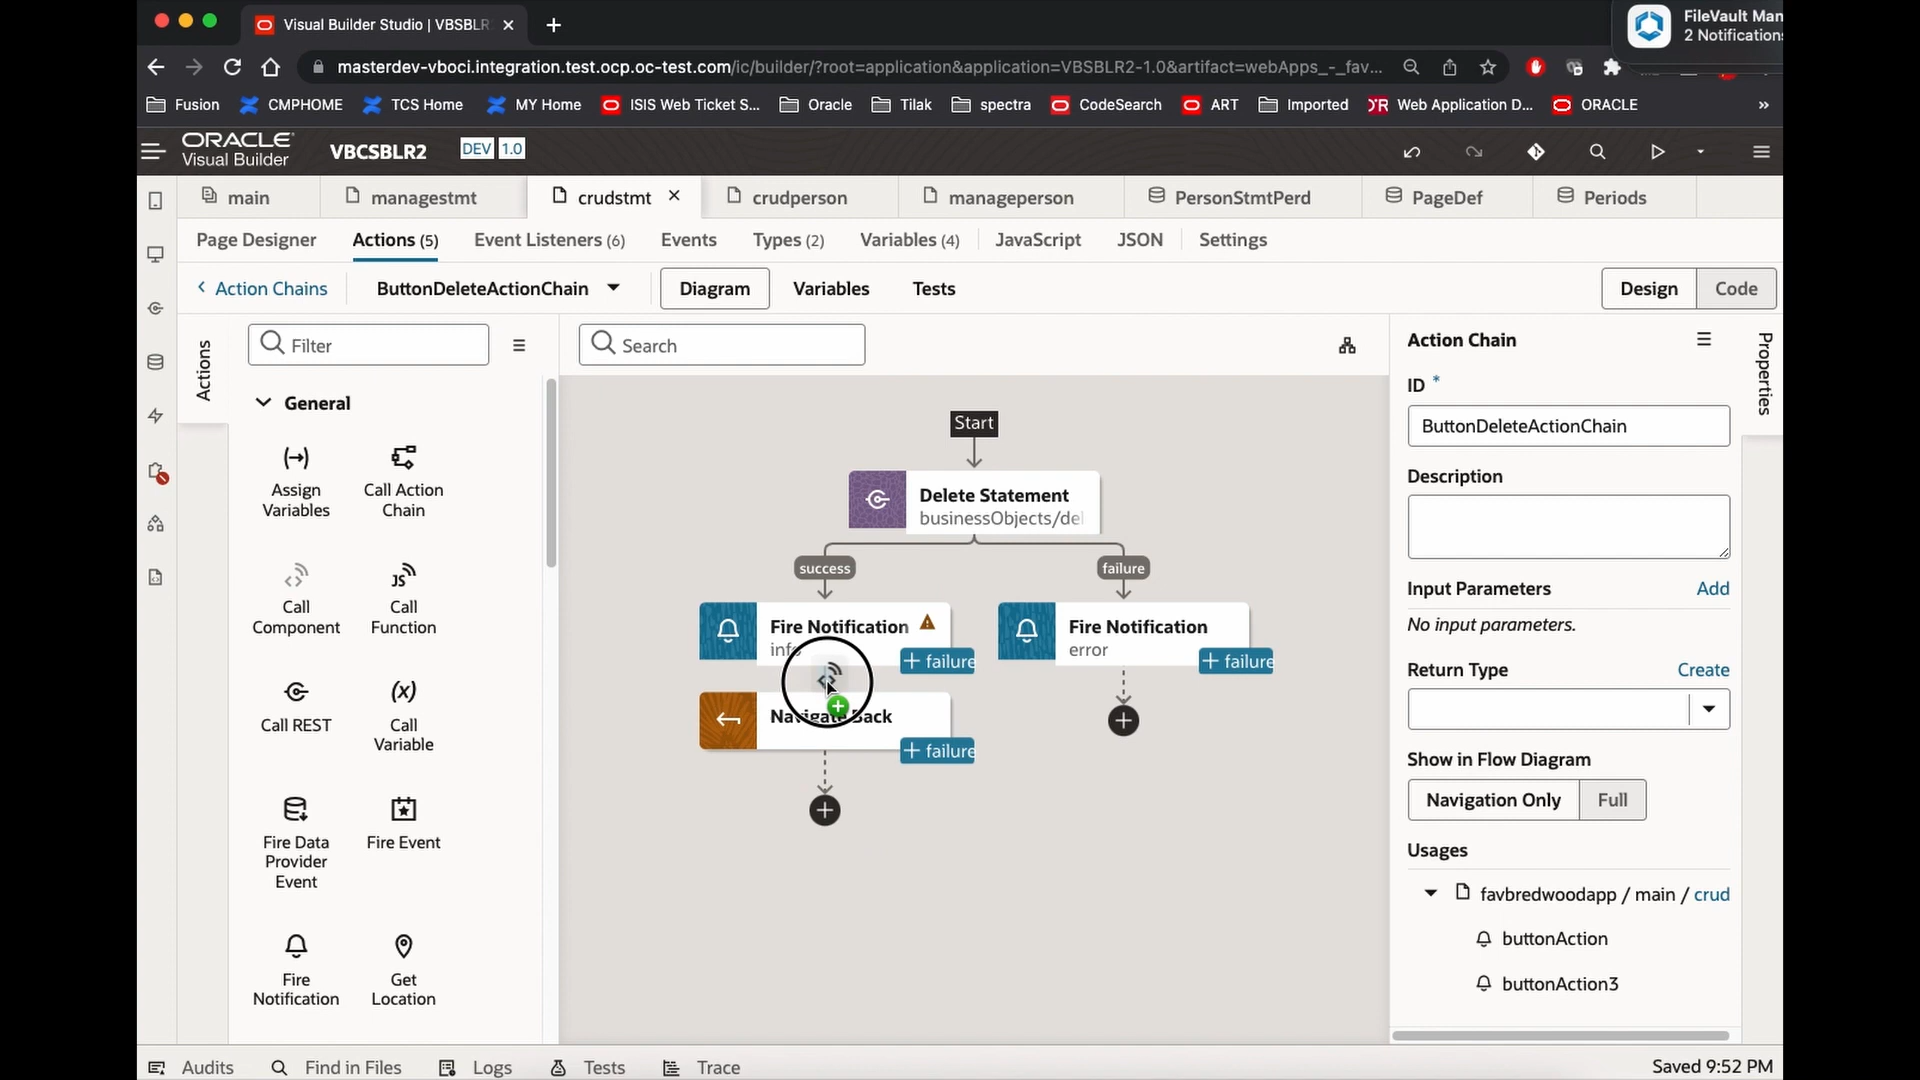 Visual Builder Studio | VBSBLR
FileVault Man
2 Notifications
masterdev-vboci.integration.test.ocp.oc-test.com/ic/builder/?root=application&application=VBSBLR2-1.0&artifact=webApps_-_fav...
Fusion CMPHOME TCS Home MY Home ISIS Web Ticket S... Oracle Tilak spectra CodeSearch ART Imported Web Application D... ORACLE »
ORACLE
Visual Builder
VBCSBLR2
DEV 1.0
main managestmt crudstmt crudperson manageperson PersonStmtPerd PageDef Periods
Page Designer Actions (5) Event Listeners (6) Events Types (2) Variables (4) JavaScript JSON Settings
Action Chains ButtonDeleteActionChain Diagram Variables Tests Design Code
Actions
Filter
General
Assign
Variables
Call Action
Chain
Call
Component
Call
Function
Call REST
Call
Variable
Fire Data
Provider
Event
Fire Event
Fire
Notification
Get
Location
Search
Start
Delete Statement
businessObjects/del
success
failure
Fire Notification
info
+ failure
Fire Notification
error
+ failure
Navigate Back
+ failure
Action Chain
Properties
ID *
ButtonDeleteActionChain
Description
Input Parameters Add
No input parameters.
Return Type Create
Show in Flow Diagram
Navigation Only Full
Usages
favbredwoodapp / main / crud
buttonAction
buttonAction3
Audits Find in Files Logs Tests Trace
Saved 9:52 PM